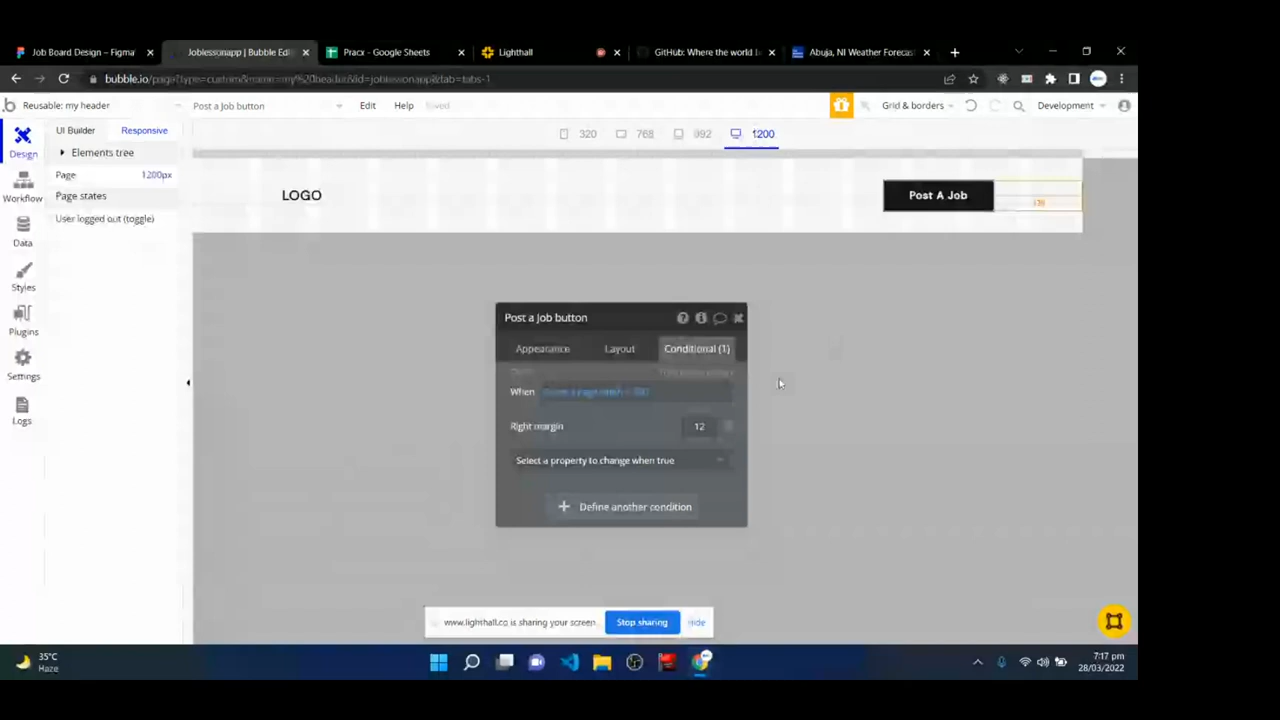 Job Board Design – Figma
Joblessonapp | Bubble Edi
Pracx - Google Sheets
Lighthall
GitHub: Where the world
Abuja, NI Weather Forecas
Reusable: my header
Post a Job button
Edit
Help
Saved
Grid & borders
Development
UI Builder
Responsive
Design
Elements tree
Page
1200px
Page states
User logged out (toggle)
Workflow
Data
Styles
Plugins
Settings
Logs
320
768
992
1200
LOGO
Post A Job
Post a Job button
Appearance
Layout
Conditional (1)
When
Right margin
12
Select a property to change when true
Define another condition
www.lighthall.co is sharing your screen.
Stop sharing
Hide
35°C
Haze
7:17 pm
28/03/2022